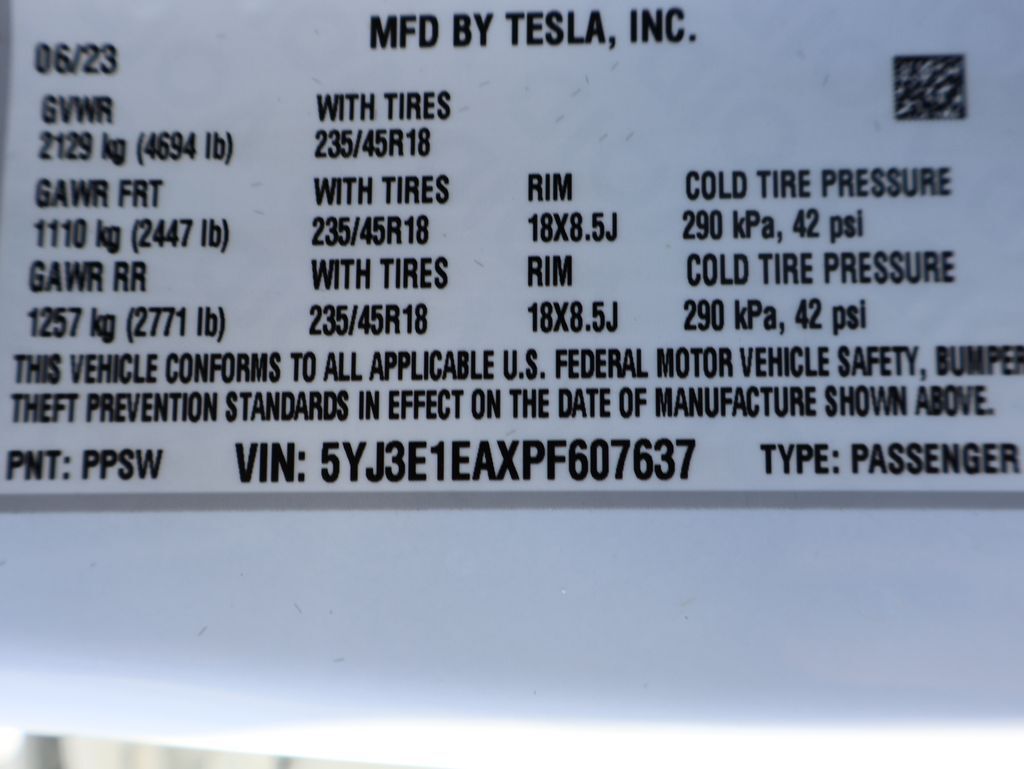 MFD BY TESLA, INC.
06/23
GVWR WITH TIRES
2129 kg (4694 lb) 235/45R18
GAWR FRT WITH TIRES RIM COLD TIRE PRESSURE
1110 kg (2447 lb) 235/45R18 18X8.5J 290 kPa, 42 psi
GAWR RR WITH TIRES RIM COLD TIRE PRESSURE
1257 kg (2771 lb) 235/45R18 18X8.5J 290 kPa, 42 psi
THIS VEHICLE CONFORMS TO ALL APPLICABLE U.S. FEDERAL MOTOR VEHICLE SAFETY, BUMPER
THEFT PREVENTION STANDARDS IN EFFECT ON THE DATE OF MANUFACTURE SHOWN ABOVE.
PNT: PPSW VIN: 5YJ3E1EAXPF607637 TYPE: PASSENGER